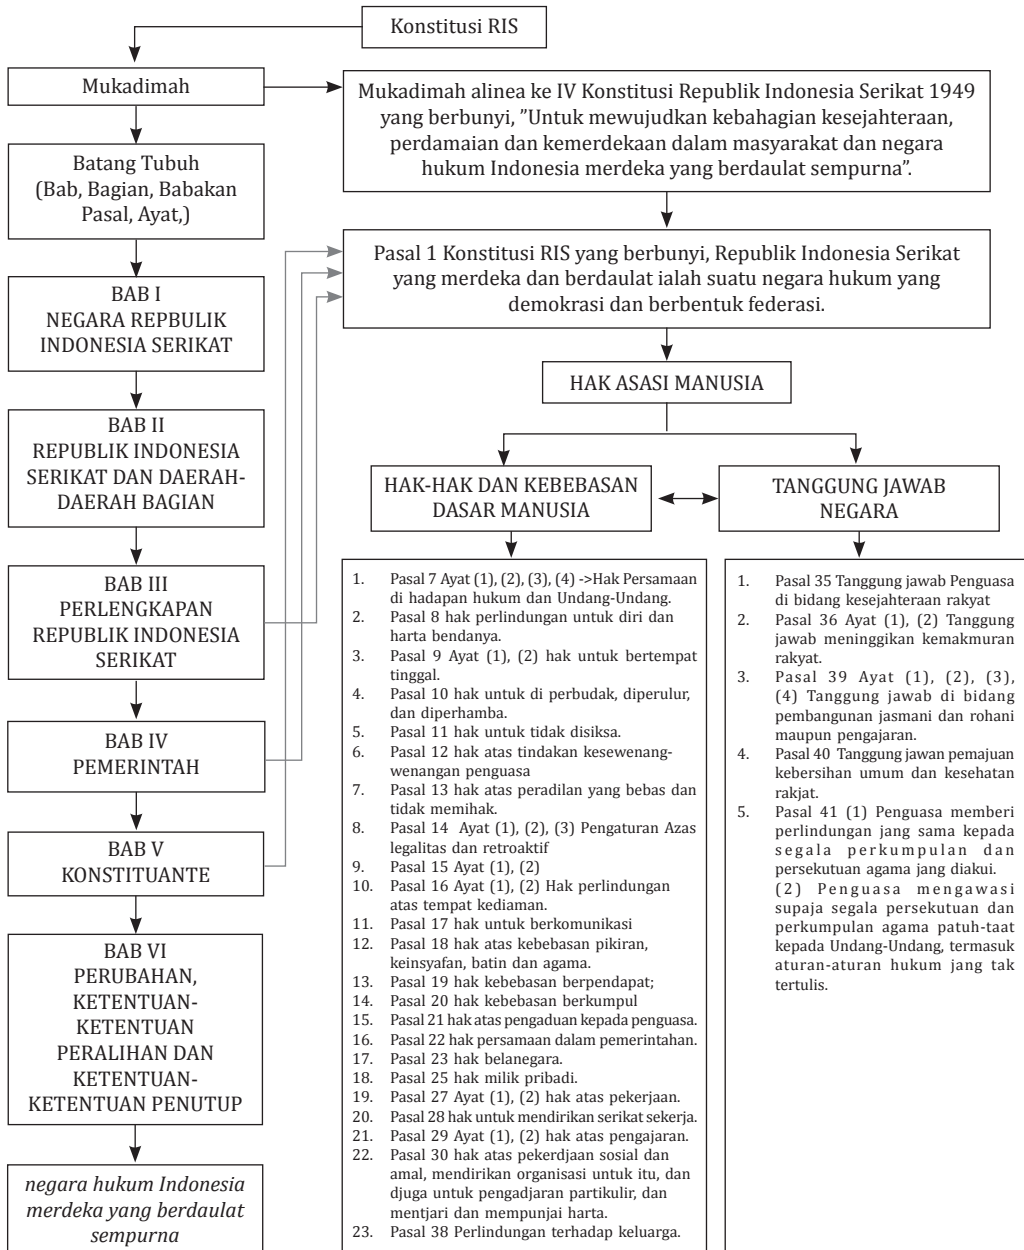 Konstitusi RIS
Mukadimah
Batang Tubuh
(Bab, Bagian, Babakan
Pasal, Ayat,)
BAB I
NEGARA REPBULIK
INDONESIA SERIKAT
BAB II
REPUBLIK INDONESIA
SERIKAT DAN DAERAH-
DAERAH BAGIAN
BAB III
PERLENGKAPAN
REPUBLIK INDONESIA
SERIKAT
BAB IV
PEMERINTAH
BAB V
KONSTITUANTE
BAB VI
PERUBAHAN,
KETENTUAN-
KETENTUAN
PERALIHAN DAN
KETENTUAN-
KETENTUAN PENUTUP
negara hukum Indonesia
merdeka yang berdaulat
sempurna
Mukadimah alinea ke IV Konstitusi Republik Indonesia Serikat 1949
yang berbunyi, ”Untuk mewujudkan kebahagian kesejahteraan,
perdamaian dan kemerdekaan dalam masyarakat dan negara
hukum Indonesia merdeka yang berdaulat sempurna”.
Pasal 1 Konstitusi RIS yang berbunyi, Republik Indonesia Serikat
yang merdeka dan berdaulat ialah suatu negara hukum yang
demokrasi dan berbentuk federasi.
HAK ASASI MANUSIA
HAK-HAK DAN KEBEBASAN
DASAR MANUSIA
1. Pasal 7 Ayat (1), (2), (3), (4) ->Hak Persamaan
di hadapan hukum dan Undang-Undang.
2. Pasal 8 hak perlindungan untuk diri dan
harta bendanya.
3. Pasal 9 Ayat (1), (2) hak untuk bertempat
tinggal.
4. Pasal 10 hak untuk di perbudak, diperulur,
dan diperhamba.
5. Pasal 11 hak untuk tidak disiksa.
6. Pasal 12 hak atas tindakan kesewenang-
wenangan penguasa
7. Pasal 13 hak atas peradilan yang bebas dan
tidak memihak.
8. Pasal 14 Ayat (1), (2), (3) Pengaturan Azas
legalitas dan retroaktif
9. Pasal 15 Ayat (1), (2)
10. Pasal 16 Ayat (1), (2) Hak perlindungan
atas tempat kediaman.
11. Pasal 17 hak untuk berkomunikasi
12. Pasal 18 hak atas kebebasan pikiran,
keinsyafan, batin dan agama.
13. Pasal 19 hak kebebasan berpendapat;
14. Pasal 20 hak kebebasan berkumpul
15. Pasal 21 hak atas pengaduan kepada penguasa.
16. Pasal 22 hak persamaan dalam pemerintahan.
17. Pasal 23 hak belanegara.
18. Pasal 25 hak milik pribadi.
19. Pasal 27 Ayat (1), (2) hak atas pekerjaan.
20. Pasal 28 hak untuk mendirikan serikat sekerja.
21. Pasal 29 Ayat (1), (2) hak atas pengajaran.
22. Pasal 30 hak atas pekerdjaan sosial dan
amal, mendirikan organisasi untuk itu, dan
djuga untuk pengadjaran partikulir, dan
mentjari dan mempunjai harta.
23. Pasal 38 Perlindungan terhadap keluarga.
TANGGUNG JAWAB
NEGARA
1. Pasal 35 Tanggung jawab Penguasa
di bidang kesejahteraan rakyat
2. Pasal 36 Ayat (1), (2) Tanggung
jawab meninggikan kemakmuran
rakyat.
3. Pasal 39 Ayat (1), (2), (3),
(4) Tanggung jawab di bidang
pembangunan jasmani dan rohani
maupun pengajaran.
4. Pasal 40 Tanggung jawan pemajuan
kebersihan umum dan kesehatan
rakjat.
5. Pasal 41 (1) Penguasa memberi
perlindungan jang sama kepada
segala perkumpulan dan
persekutuan agama jang diakui.
(2) Penguasa mengawasi
supaja segala persekutuan dan
perkumpulan agama patuh-taat
kepada Undang-Undang, termasuk
aturan-aturan hukum jang tak
tertulis.